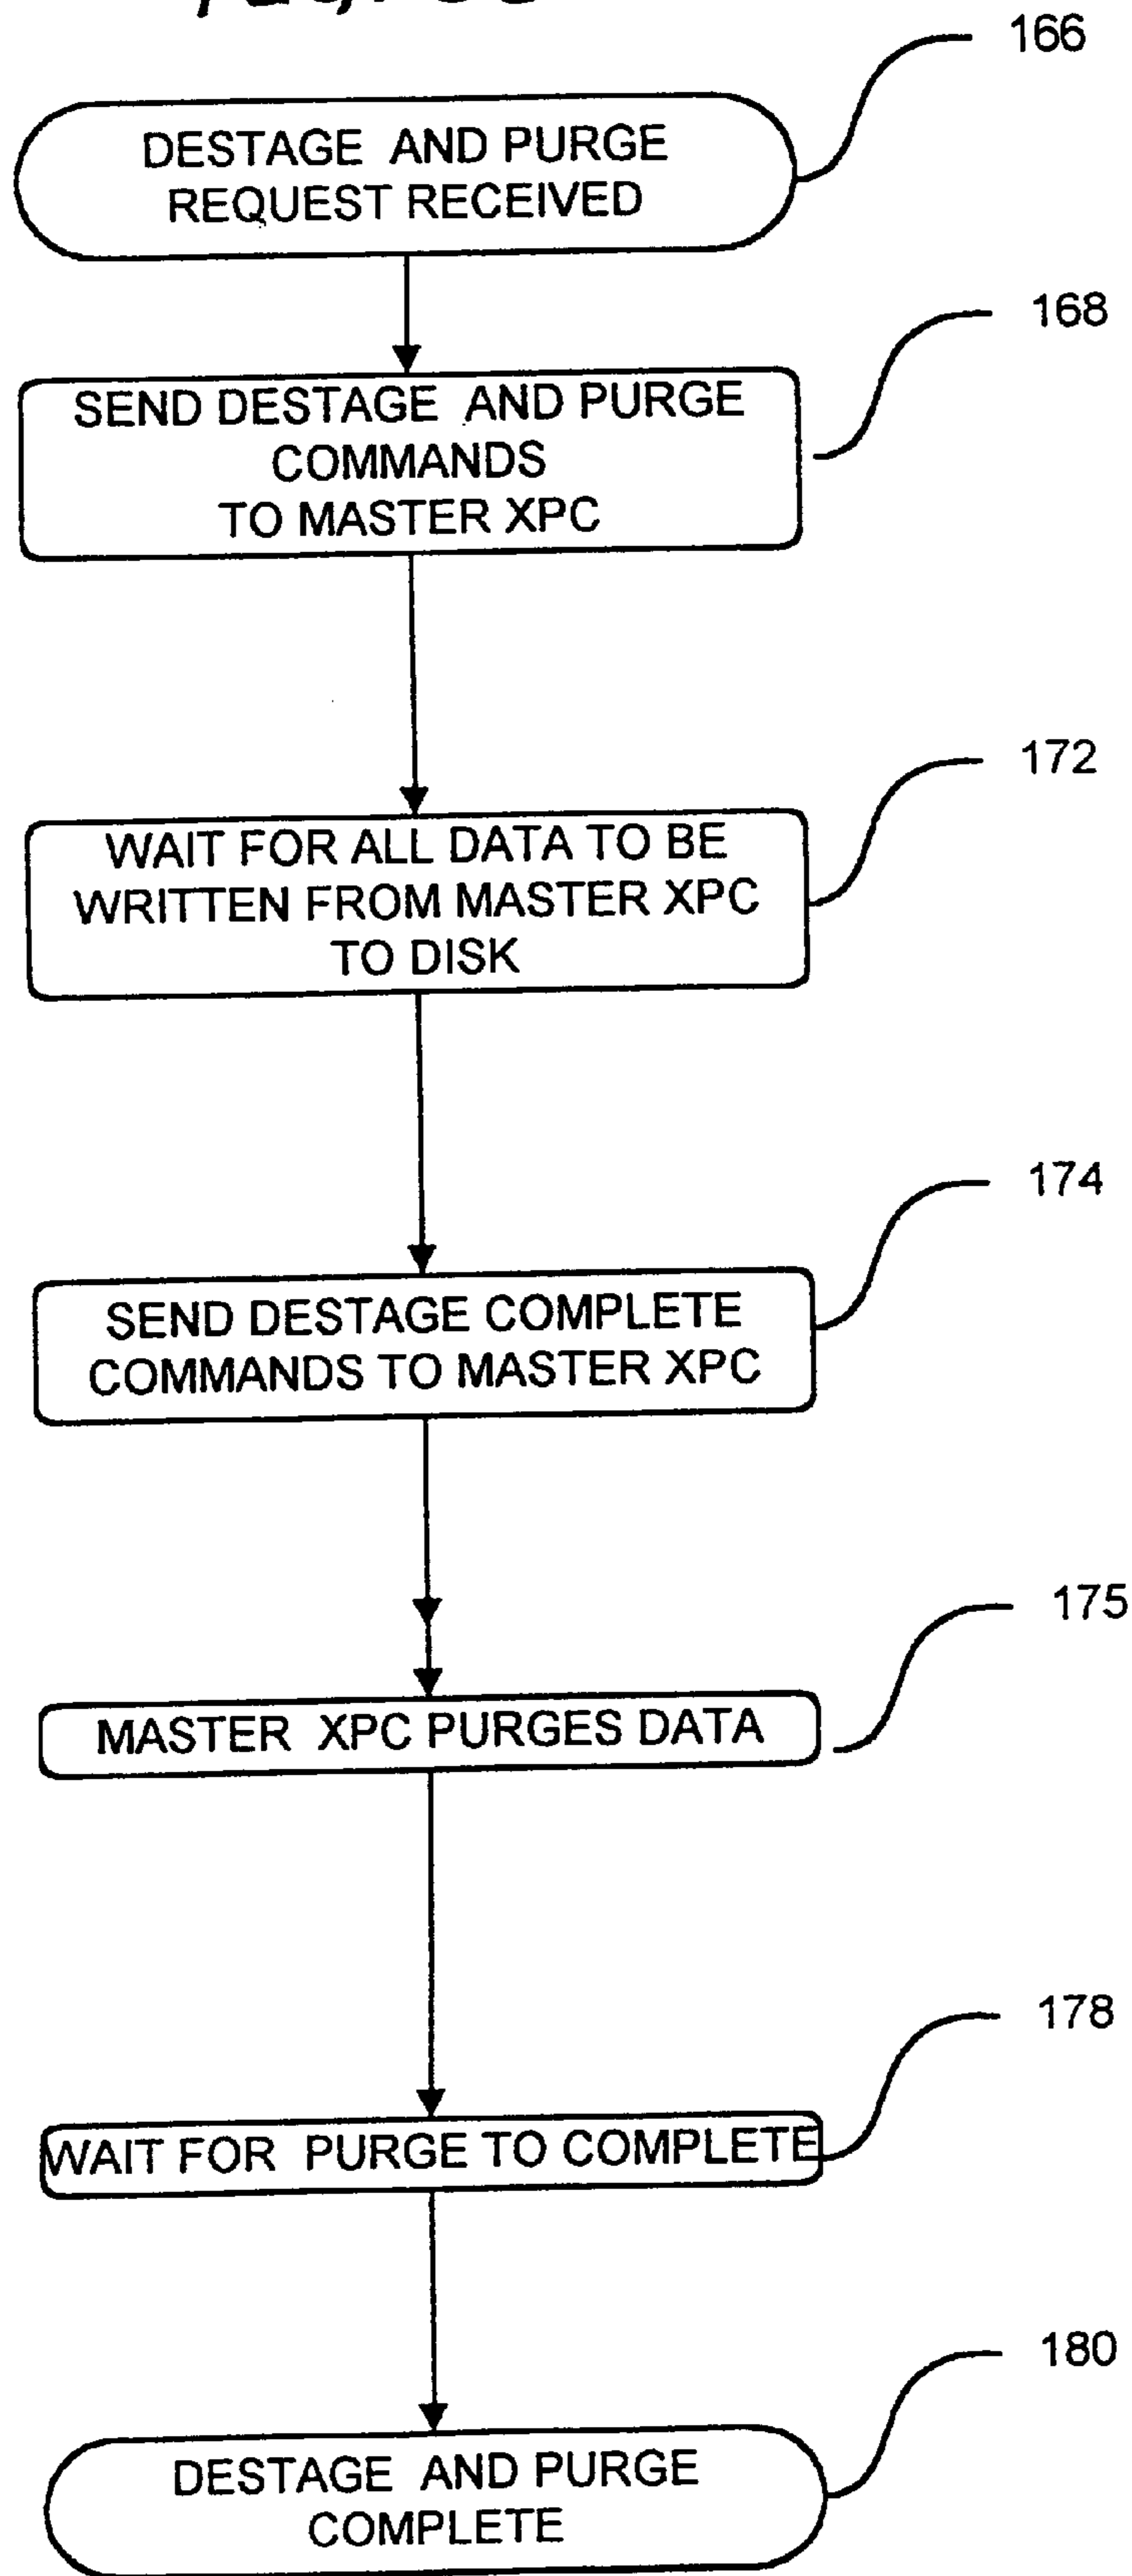 166
DESTAGE AND PURGE
REQUEST RECEIVED
168
SEND DESTAGE AND PURGE
COMMANDS
TO MASTER XPC
172
WAIT FOR ALL DATA TO BE
WRITTEN FROM MASTER XPC
TO DISK
174
SEND DESTAGE COMPLETE
COMMANDS TO MASTER XPC
175
MASTER XPC PURGES DATA
178
WAIT FOR PURGE TO COMPLETE
180
DESTAGE AND PURGE
COMPLETE